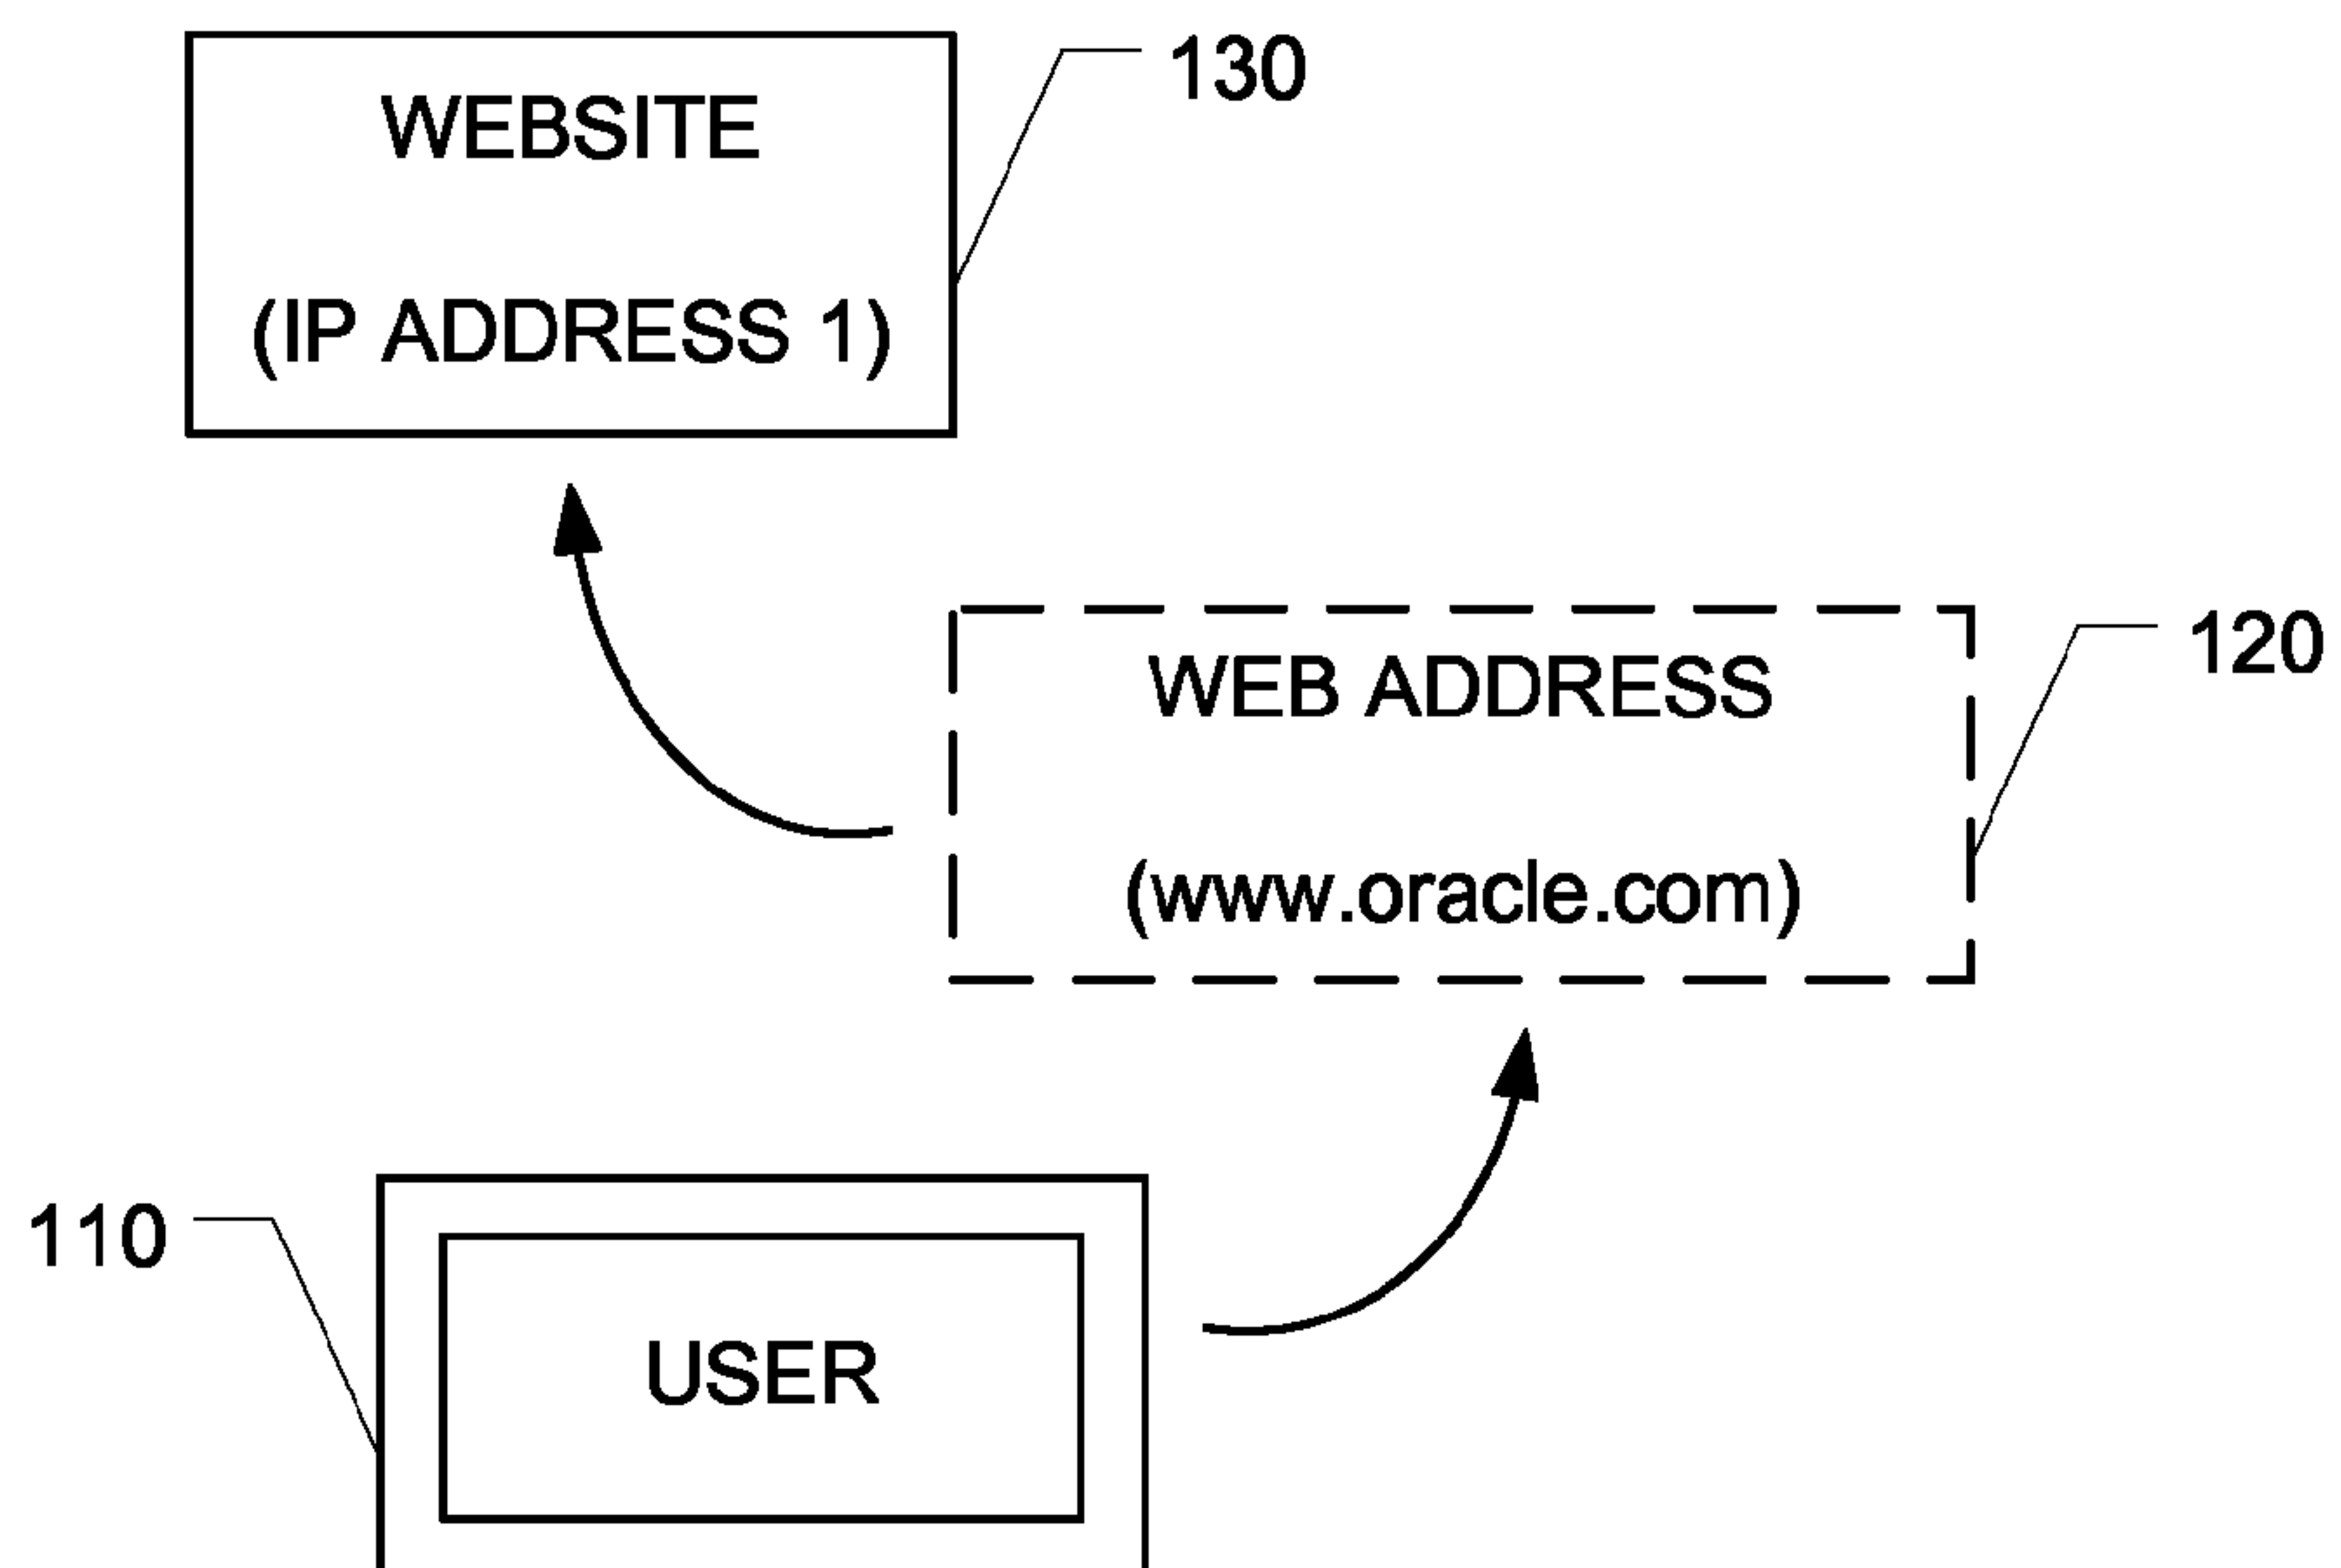 130
WEBSITE
(IP ADDRESS 1)
120
WEB ADDRESS
(www.oracle.com)
110
USER